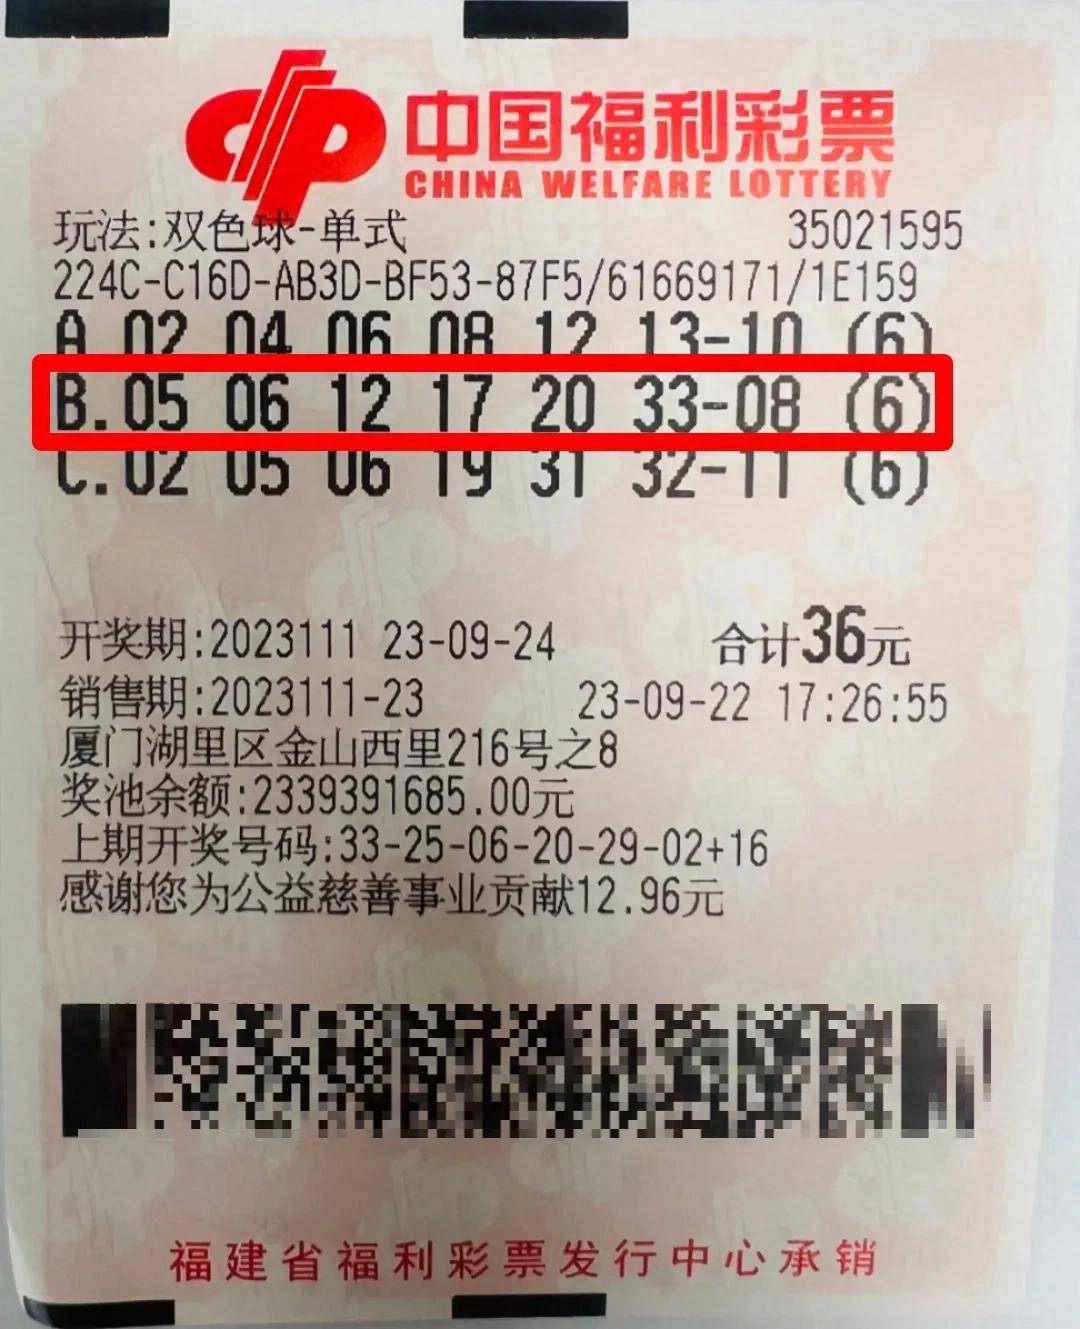 中国福利彩票
CHINA WELFARE LOTTERY
玩法:双色球-单式 35021595
224C-C16D-AB3D-BF53-87F5/61669171/1E159
A.02 04 06 08 12 13-10 (6)
B.05 06 12 17 20 33-08 (6)
C.02 05 06 19 31 32-11 (6)
开奖期:2023111 23-09-24 合计36元
销售期:2023111-23 23-09-22 17:26:55
厦门湖里区金山西里216号之8
奖池余额:2339391685.00元
上期开奖号码:33-25-06-20-29-02+16
感谢您为公益慈善事业贡献12.96元
福建省福利彩票发行中心承销